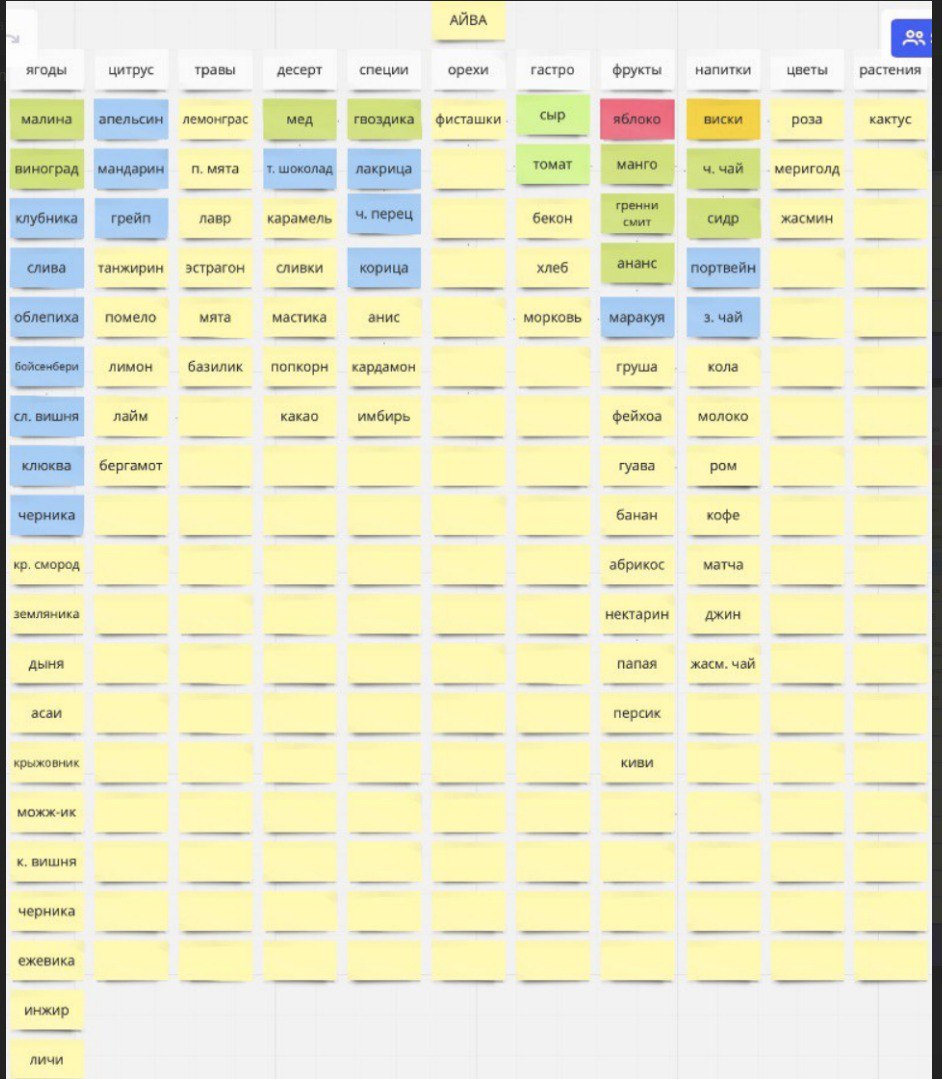 АЙВА
ягоды цитрус травы десерт специи орехи гастро фрукты напитки цветы растения
малина апельсин лемонграс мед гвоздика фисташки сыр яблоко виски роза кактус
виноград мандарин п. мята т. шоколад лакрица томат манго ч. чай мериголд
клубника грейп лавр карамель ч. перец бекон гренни смит сидр жасмин
слива танжирин эстрагон сливки корица хлеб ананс портвейн
облепиха помело мята мастика анис морковь маракуя з. чай
бойсенбери лимон базилик попкорн кардамон груша кола
сл. вишня лайм какао имбирь фейхоа молоко
клюква бергамот гуава ром
черника банан кофе
кр. смород абрикос матча
земляника нектарин джин
дыня папая жасм. чай
асаи персик
крыжовник киви
можж-ик
к. вишня
черника
ежевика
инжир
личи